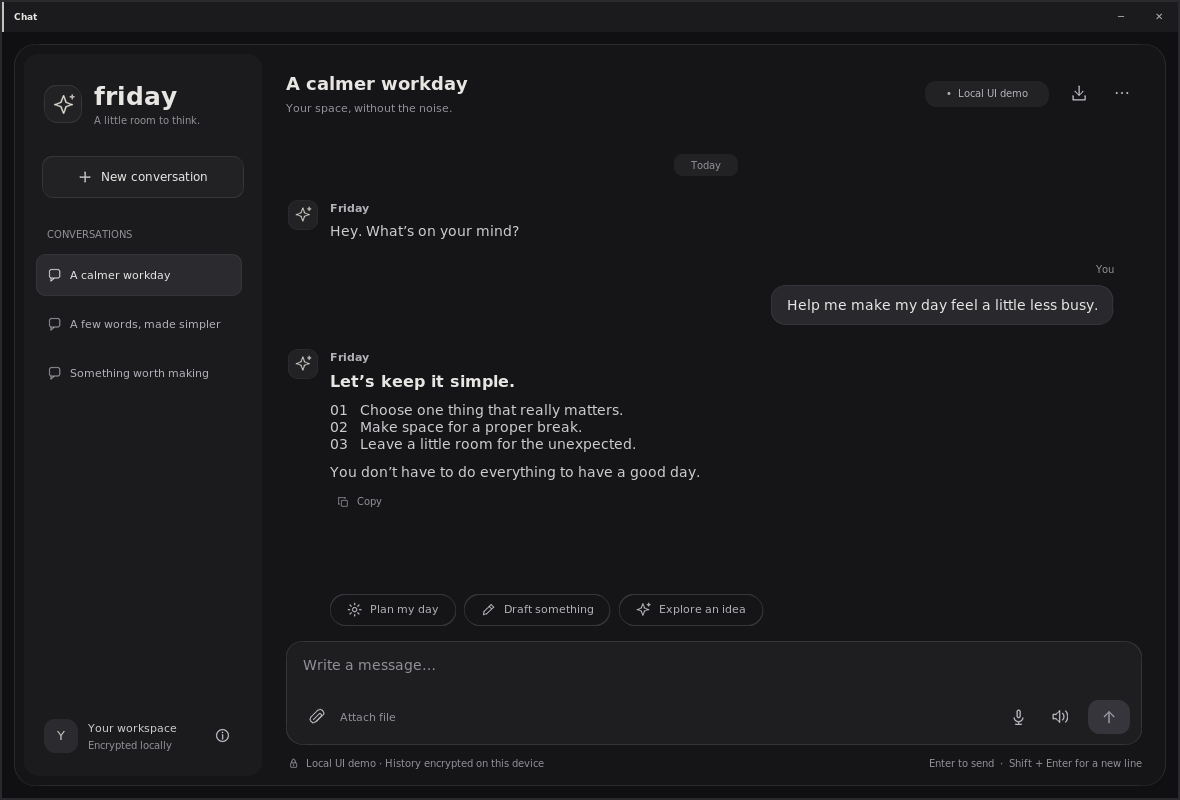 Chat
friday
A little room to think.
New conversation
CONVERSATIONS
A calmer workday
A few words, made simpler
Something worth making
Y
Your workspace
Encrypted locally
A calmer workday
Your space, without the noise.
• Local UI demo
Today
Friday
Hey. What’s on your mind?
You
Help me make my day feel a little less busy.
Friday
Let’s keep it simple.
01 Choose one thing that really matters.
02 Make space for a proper break.
03 Leave a little room for the unexpected.
You don’t have to do everything to have a good day.
Copy
Plan my day
Draft something
Explore an idea
Write a message…
Attach file
Local UI demo · History encrypted on this device
Enter to send · Shift + Enter for a new line